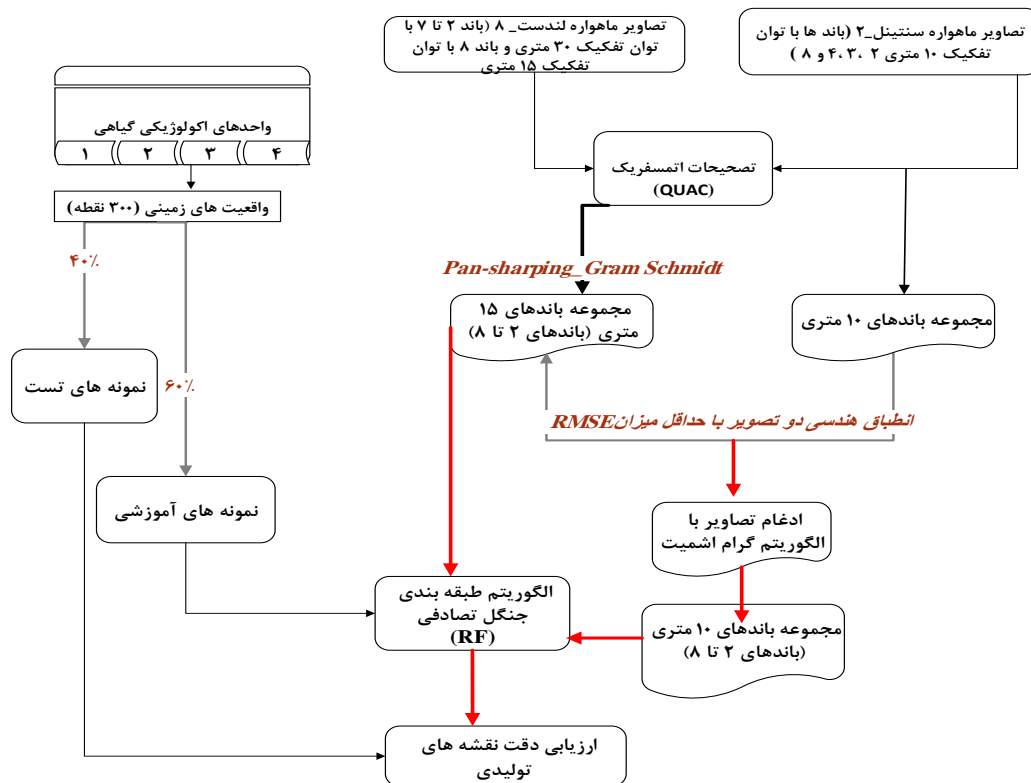 تصاویر ماهواره لندست_ ۸ (باند ۲ تا ۷ با
توان تفکیک ۳۰ متری و باند ۸ با توان
تفکیک ۱۵ متری
تصاویر ماهواره سنتینل_۲ (باند ها با توان
تفکیک ۱۰ متری ۲ ،۳ ،۴ و ۸ )
واحدهای اکولوژیکی گیاهی
۱
۲
۳
۴
تصحیحات اتمسفریک
(QUAC)
واقعیت های زمینی (۳۰۰ نقطه)
۴۰٪
Pan-sharping_Gram Schmidt
مجموعه باندهای ۱۵
متری (باندهای ۲ تا ۸)
مجموعه باندهای ۱۰ متری
نمونه های تست
۶۰٪
انطباق هندسی دو تصویر با حداقل میزان RMSE
نمونه های آموزشی
ادغام تصاویر با
الگوریتم گرام اشمیت
الگوریتم طبقه بندی
جنگل تصادفی
(RF)
مجموعه باندهای ۱۰ متری
(باندهای ۲ تا ۸)
ارزیابی دقت نقشه های
تولیدی